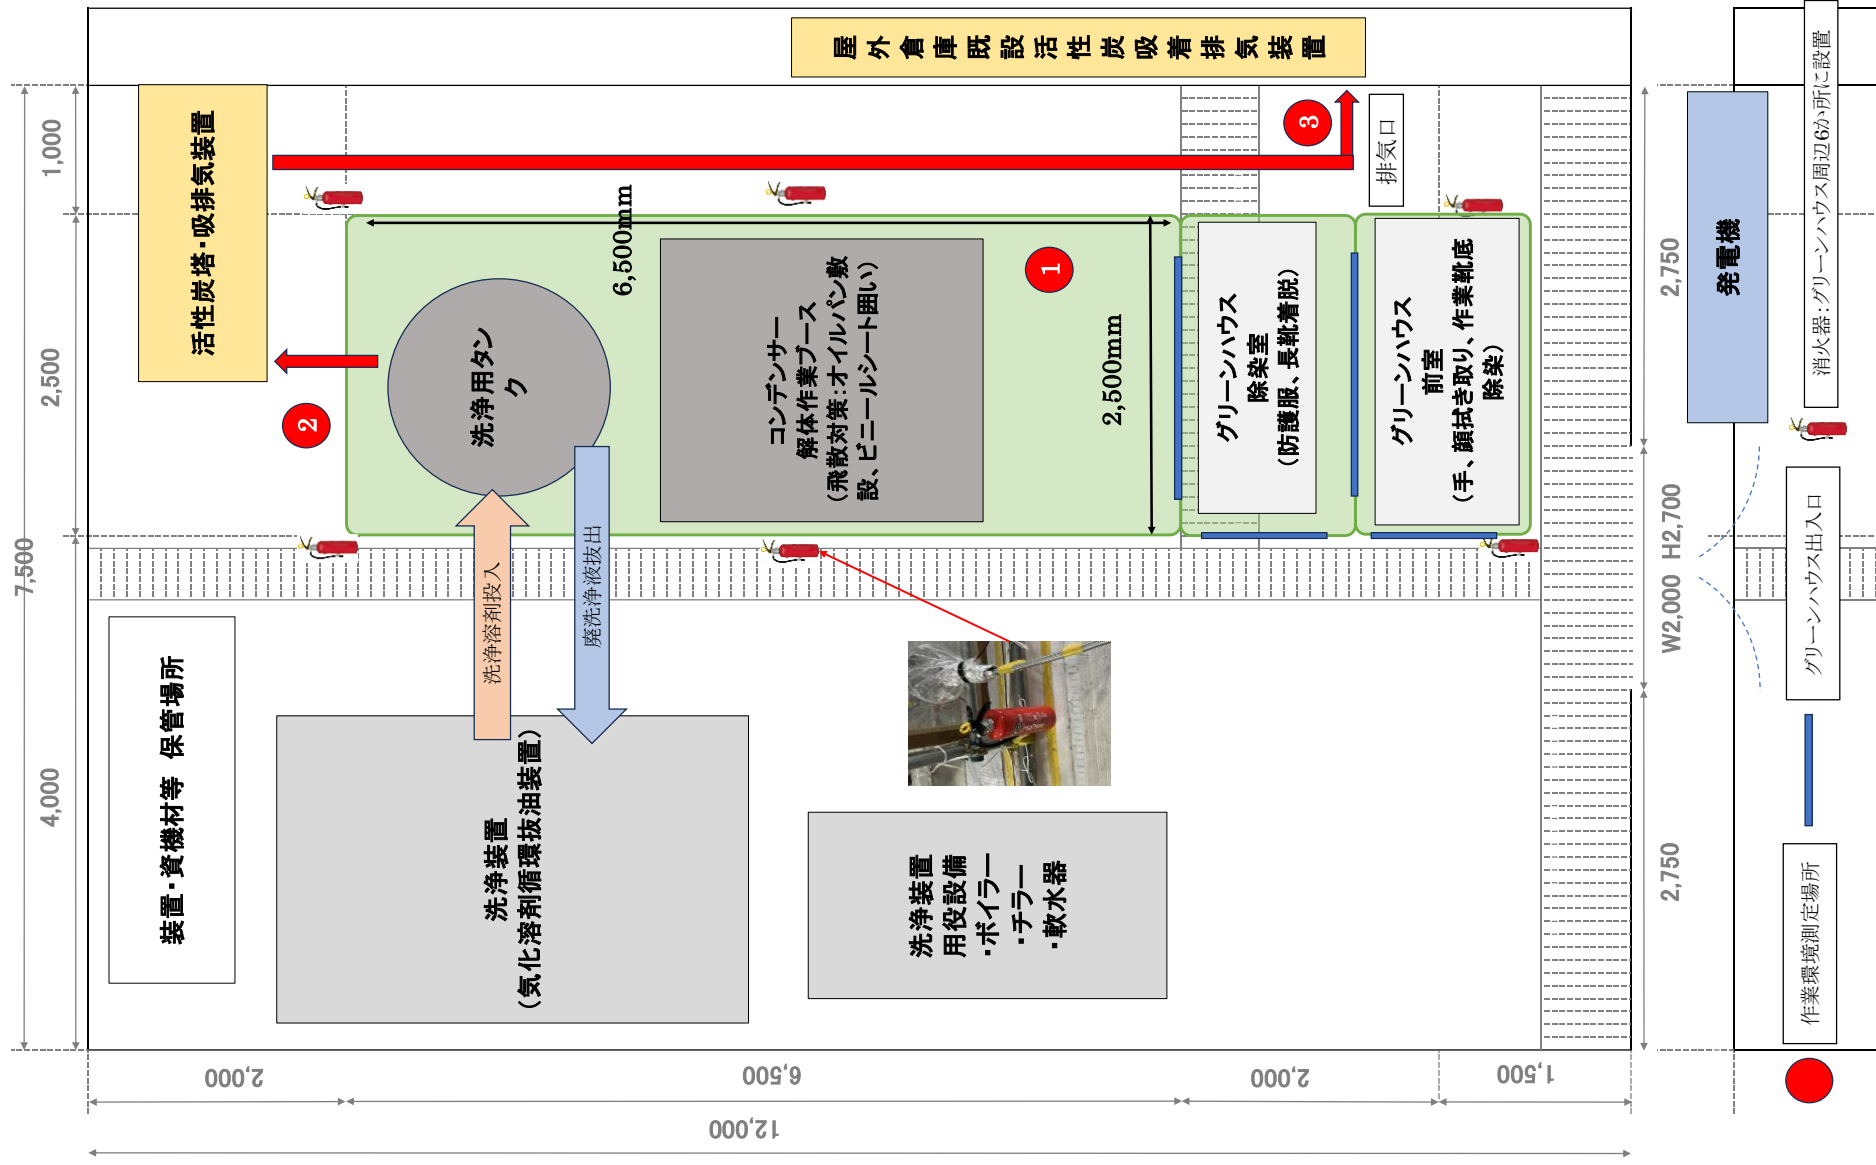 屋外倉庫既設活性炭吸着排気装置
活性炭塔・吸排気装置
1,000
2,500
4,000
7,500
2
洗浄用タン
ク
6,500mm
コンデンサー
解体作業ブース
（飛散対策：オイルパン敷
設、ビニールシート囲い）
1
2,500mm
グリーンハウス
除染室
（防護服、長靴着脱）
グリーンハウス
前室
（手、顔拭き取り、作業靴底
除染）
3
排気口
発電機
2,750
W2,000 H2,700
2,750
洗浄溶剤投入
廃洗浄液抜出
装置・資機材等 保管場所
洗浄装置
（気化溶剤循環抜油装置）
洗浄装置
用役設備
・ボイラー
・チラー
・軟水器
2,000
6,500
2,000
1,500
12,000
作業環境測定場所
グリーンハウス出入口
消火器：グリーンハウス周辺6か所に設置